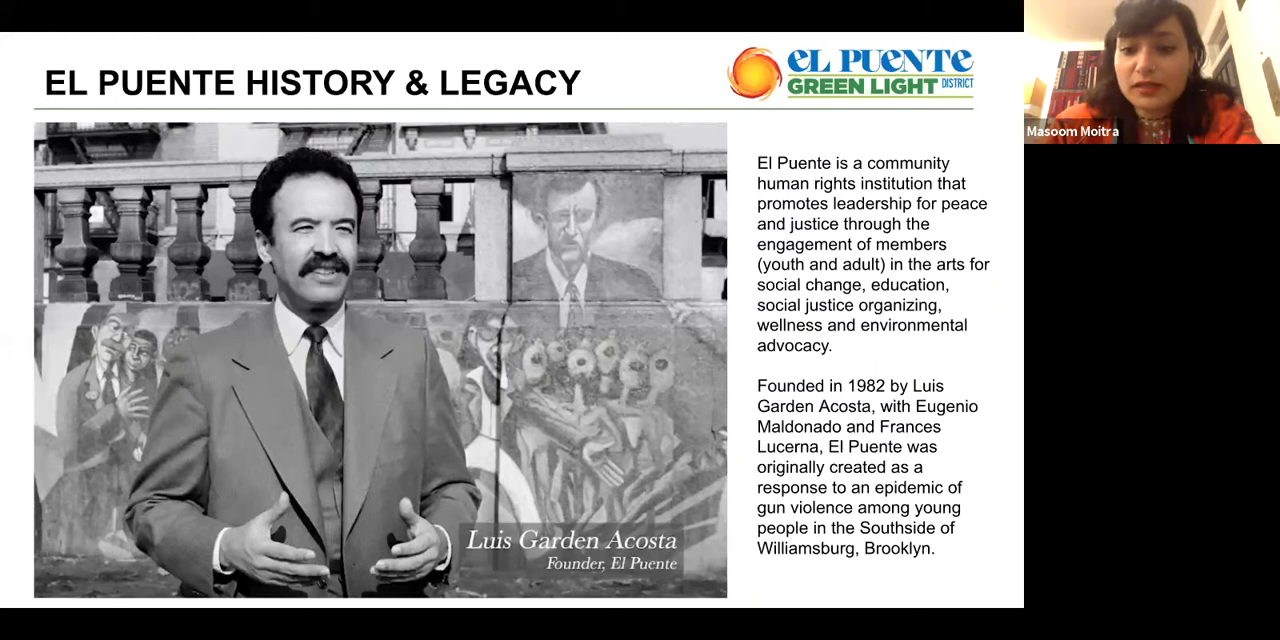 EL PUENTE HISTORY & LEGACY
EL PUENTE
GREEN LIGHT DISTRICT
Masoom Moitra
El Puente is a community
human rights institution that
promotes leadership for peace
and justice through the
engagement of members
(youth and adult) in the arts for
social change, education,
social justice organizing,
wellness and environmental
advocacy.
Founded in 1982 by Luis
Garden Acosta, with Eugenio
Maldonado and Frances
Lucerna, El Puente was
originally created as a
response to an epidemic of
gun violence among young
people in the Southside of
Williamsburg, Brooklyn.
Luis Garden Acosta
Founder, El Puente